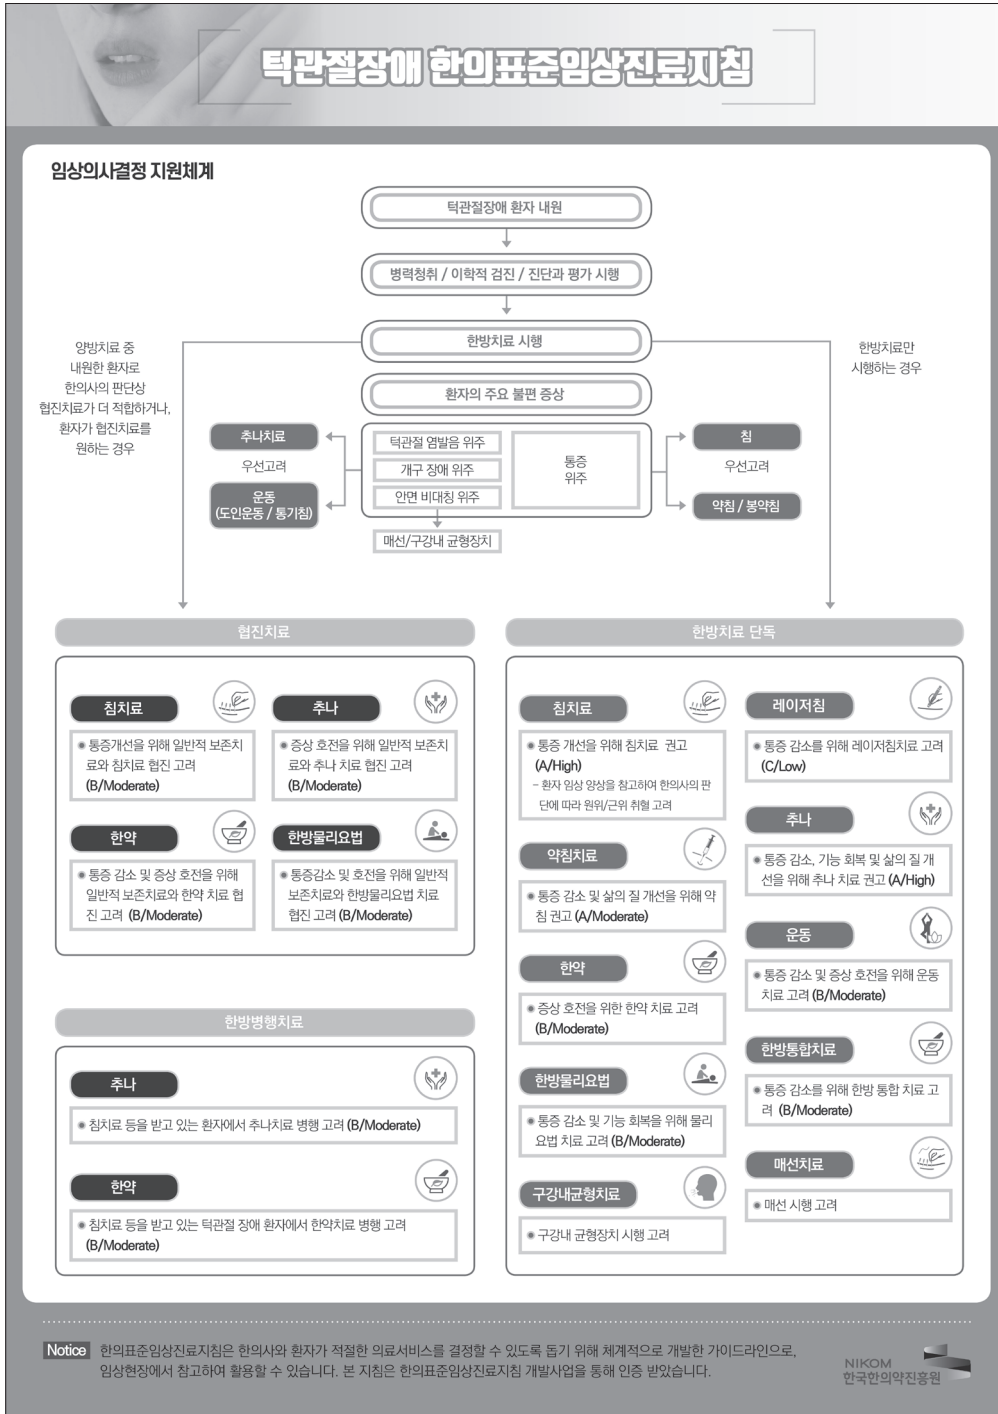 턱관절장애 한의표준임상진료지침
임상의사결정 지원체계
턱관절장애 환자 내원
병력청취 / 이학적 검진 / 진단과 평가 시행
한방치료 시행
양방치료 중
내원한 환자로
한의사의 판단상
협진치료가 더 적합하거나,
환자가 협진치료를
원하는 경우
한방치료만
시행하는 경우
환자의 주요 불편 증상
추나치료
우선고려
운동
(도인운동 / 통기침)
턱관절 염발음 위주
개구 장애 위주
안면 비대칭 위주
통증
위주
매선/구강내 균형장치
침
우선고려
약침 / 봉약침
협진치료
침치료
통증개선을 위해 일반적 보존치
료와 침치료 협진 고려
(B/Moderate)
추나
증상 호전을 위해 일반적 보존치
료와 추나 치료 협진 고려
(B/Moderate)
한약
통증 감소 및 증상 호전을 위해
일반적 보존치료와 한약 치료 협
진 고려 (B/Moderate)
한방물리요법
통증감소 및 호전을 위해 일반적
보존치료와 한방물리요법 치료
협진 고려 (B/Moderate)
한방병행치료
추나
침치료 등을 받고 있는 환자에서 추나치료 병행 고려 (B/Moderate)
한약
침치료 등을 받고 있는 턱관절 장애 환자에서 한약치료 병행 고려
(B/Moderate)
한방치료 단독
침치료
통증 개선을 위해 침치료 권고
(A/High)
- 환자 임상 양상을 참고하여 한의사의 판
단에 따라 원위/근위 취혈 고려
약침치료
통증 감소 및 삶의 질 개선을 위해 약
침 권고 (A/Moderate)
한약
증상 호전을 위한 한약 치료 고려
(B/Moderate)
한방물리요법
통증 감소 및 기능 회복을 위해 물리
요법 치료 고려 (B/Moderate)
구강내균형치료
구강내 균형장치 시행 고려
레이저침
통증 감소를 위해 레이저침치료 고려
(C/Low)
추나
통증 감소, 기능 회복 및 삶의 질 개
선을 위해 추나 치료 권고 (A/High)
운동
통증 감소 및 증상 호전을 위해 운동
치료 고려 (B/Moderate)
한방통합치료
통증 감소를 위해 한방 통합 치료 고
려 (B/Moderate)
매선치료
매선 시행 고려
Notice 한의표준임상진료지침은 한의사와 환자가 적절한 의료서비스를 결정할 수 있도록 돕기 위해 체계적으로 개발한 가이드라인으로,
임상현장에서 참고하여 활용할 수 있습니다. 본 지침은 한의표준임상진료지침 개발사업을 통해 인증 받았습니다.
NIKOM
한국한의약진흥원